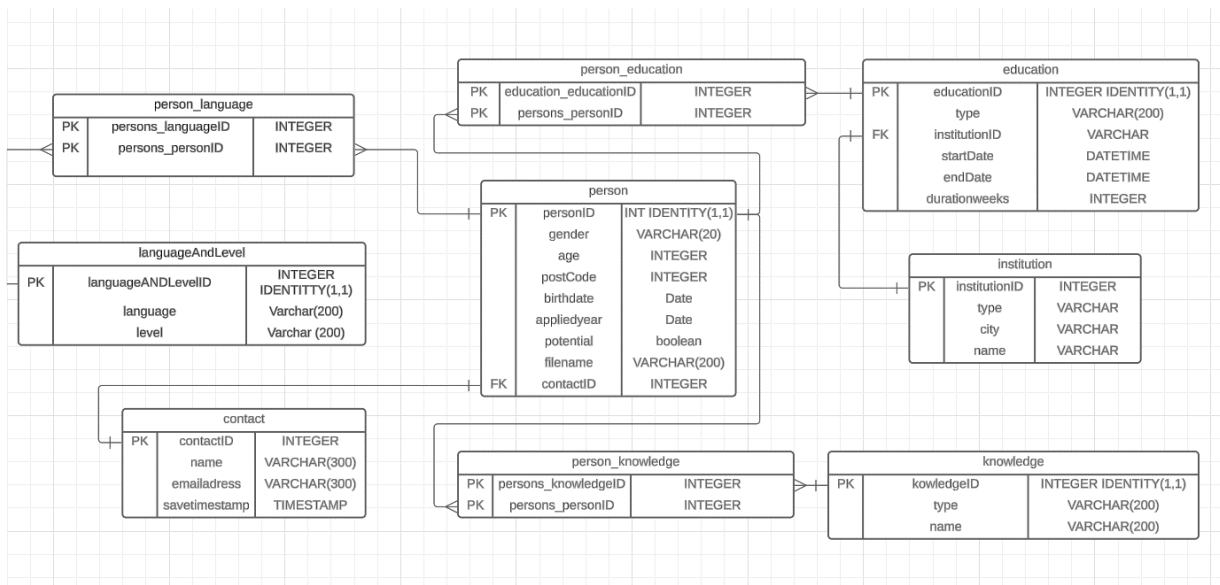 person_language
PK persons_languageID INTEGER
PK persons_personID INTEGER
person_education
PK education_educationID INTEGER
PK persons_personID INTEGER
education
PK educationID INTEGER IDENTITY(1,1)
type VARCHAR(200)
FK institutionID VARCHAR
startDate DATETIME
endDate DATETIME
durationweeks INTEGER
person
PK personID INT IDENTITY(1,1)
gender VARCHAR(20)
age INTEGER
postCode INTEGER
birthdate Date
appliedyear Date
potential boolean
filename VARCHAR(200)
FK contactID INTEGER
languageAndLevel
PK languageANDLevelID INTEGER
IDENTITTY(1,1)
language Varchar(200)
level Varchar (200)
institution
PK institutionID INTEGER
type VARCHAR
city VARCHAR
name VARCHAR
contact
PK contactID INTEGER
name VARCHAR(300)
emailadress VARCHAR(300)
savetimestamp TIMESTAMP
person_knowledge
PK persons_knowledgeID INTEGER
PK persons_personID INTEGER
knowledge
PK kowledgeID INTEGER IDENTITY(1,1)
type VARCHAR(200)
name VARCHAR(200)